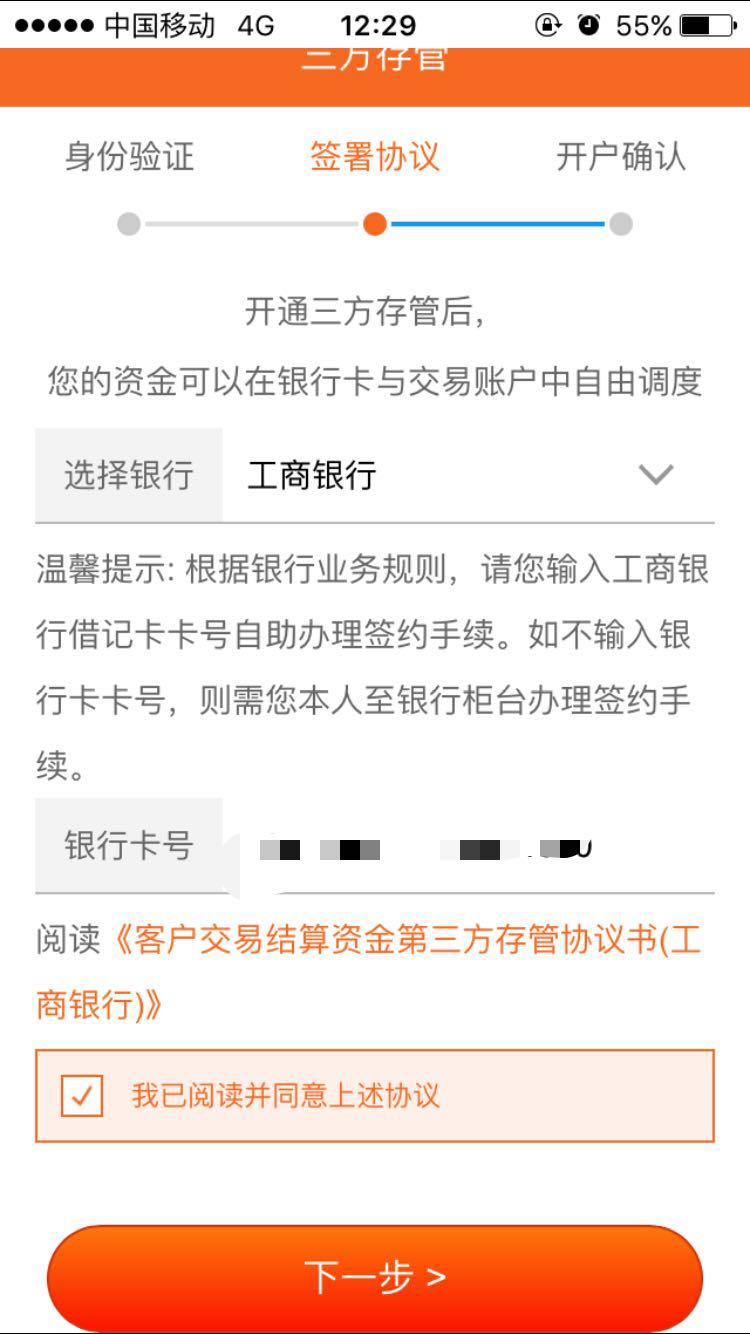 中国移动 4G 12:29 55%
三方存管
身份验证 签署协议 开户确认
开通三方存管后，
您的资金可以在银行卡与交易账户中自由调度
选择银行 工商银行
温馨提示: 根据银行业务规则，请您输入工商银
行借记卡卡号自助办理签约手续。如不输入银
行卡卡号，则需您本人至银行柜台办理签约手
续。
银行卡号
阅读《客户交易结算资金第三方存管协议书(工
商银行)》
我已阅读并同意上述协议
下一步 >